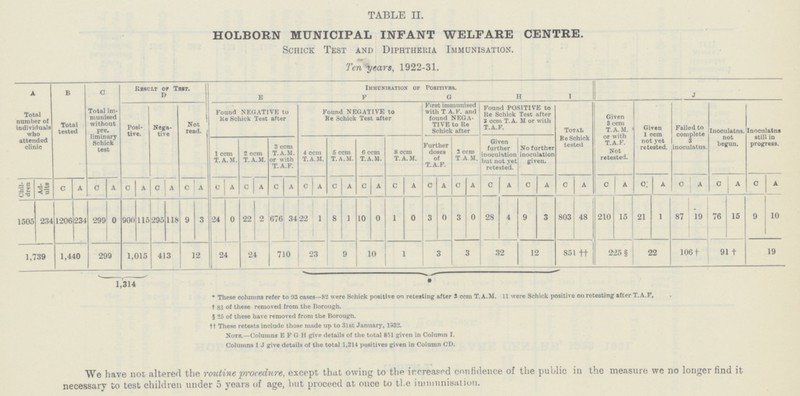 TABLE II.
HOLBORN MUNICIPAL INFANT WELFARE CENTRE.
Schick Test and Diphtheria Immunisation.
Ten years, 1922-31.
A B C Result of Test. D Immunisation of Positives. E F G H I J
Total number of individuals who attended clinic
Total tested
Total immunised without preliminary Schick test
Positive. Negative Not read.
Found NEGATIVE to Re Schick Test after
1 ccm T.A.M. 2 ccm T.A.M. 3 ccm T.A.M. or with T.A.F.
Found NEGATIVE to Re Schick Test after
4 ccm T.A.M. 5 ccm T.A.M. 6 ccm T.A.M. 8 ccm T.A.M.
First immunised with T A.F. and found NEGATIVE to Re Schick after
Further doses of T.A.F. 3 ccm T A M.
Found POSITIVE to Re Schick Test after 3 ccm T.A. M or with T.A.F.
Given further inoculation but not yet retested. No further inoculation given.
Total Re Schick tested
Given 3 ccm T.A.M. or with T.A.F. Not retested.
Given 1 ccm not yet retested.
Failed to complete 3 inoculatns.
Inoculatns. not begun.
Inoculatns still in progress.
Children Adults C A C A C A C A C A C A C A C A C A C A C A C A C A C A C A C A C A C A C A C A C A C A
1505 234 1206 234 299 0 900 115 295 118 9 3 24 0 22 2 676 34 22 1 8 1 10 0 1 0 3 0 3 0 28 4 9 3 803 48 210 15 21 1 87 19 76 15 9 10
1,739 1,440 299 1,015 413 12 24 24 710 23 9 10 1 3 3 32 12 851 †† 225 § 22 106 † 91 † 19
1,314 *
* These columns refer to 93 cases—82 were Schick positive on retesting after 3 ccm T.A.M. 11 were Schick positive on retesting after T.A.F.
† 81 of these removed from the Borough.
§ 25 of these have removed from the Borough.
†† These retests include those made up to 31st January, 1932.
Note.—Columns E F G H give details of the total 851 given in Column I.
Columns I J give details of the total 1,314 positives given in Column CD.
We have not altered the routine procedure, except that owing to the increased confidence of the public in the measure we no longer find it
necessary to test children under 5 years of age, but proceed at once to the immunisation.